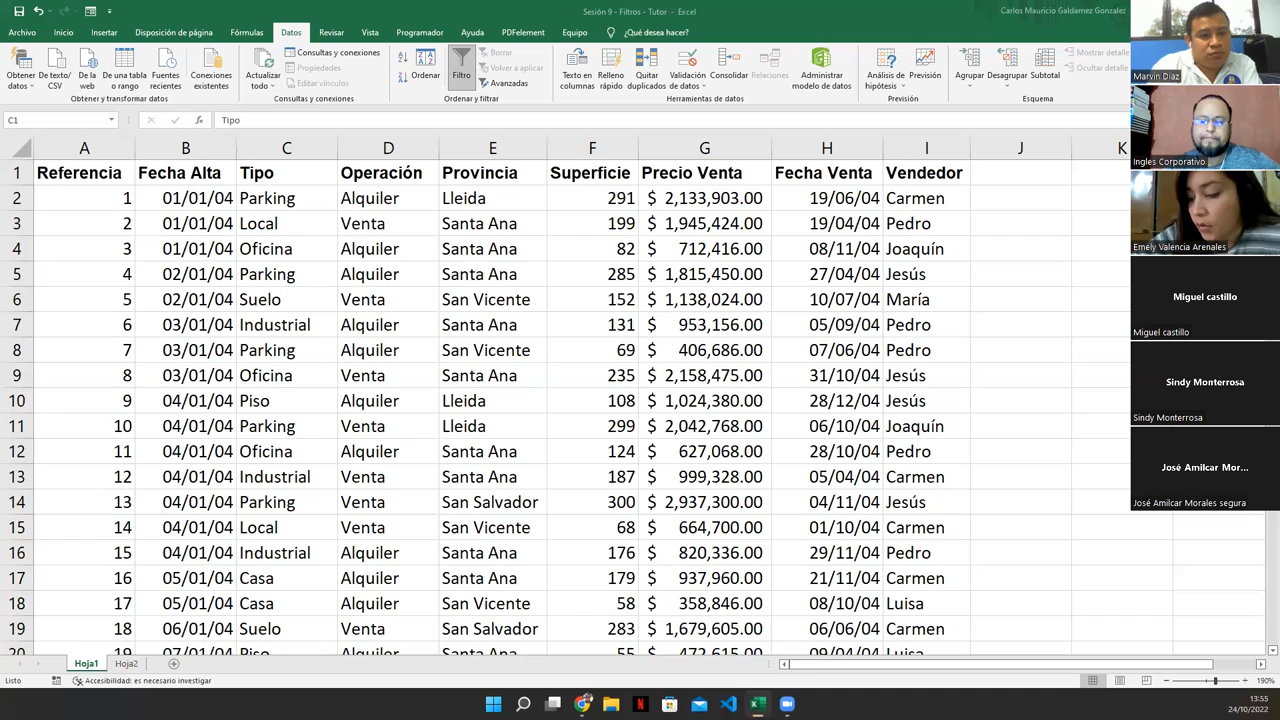 Sesión 9 - Filtros - Tutor - Excel
Carlos Mauricio Galdamez Gonzalez
Archivo Inicio Insertar Disposición de página Fórmulas Datos Revisar Vista Programador Ayuda PDFelement Equipo ¿Qué desea hacer?
Obtener datos
De texto/CSV
De la web
De una tabla o rango
Fuentes recientes
Conexiones existentes
Obtener y transformar datos
Actualizar todo
Consultas y conexiones
Propiedades
Editar vínculos
Consultas y conexiones
Ordenar
Filtro
Borrar
Volver a aplicar
Avanzadas
Ordenar y filtrar
Texto en columnas
Relleno rápido
Quitar duplicados
Validación de datos
Consolidar
Relaciones
Administrar modelo de datos
Herramientas de datos
Análisis de hipótesis
Previsión
Previsión
Agrupar
Desagrupar
Subtotal
Mostrar detalle
Ocultar detalle
Esquema
C1 fx Tipo
A B C D E F G H I J K
1 Referencia Fecha Alta Tipo Operación Provincia Superficie Precio Venta Fecha Venta Vendedor
2 1 01/01/04 Parking Alquiler Lleida 291 $ 2,133,903.00 19/06/04 Carmen
3 2 01/01/04 Local Venta Santa Ana 199 $ 1,945,424.00 19/04/04 Pedro
4 3 01/01/04 Oficina Alquiler Santa Ana 82 $ 712,416.00 08/11/04 Joaquín
5 4 02/01/04 Parking Alquiler Santa Ana 285 $ 1,815,450.00 27/04/04 Jesús
6 5 02/01/04 Suelo Venta San Vicente 152 $ 1,138,024.00 10/07/04 María
7 6 03/01/04 Industrial Alquiler Santa Ana 131 $ 953,156.00 05/09/04 Pedro
8 7 03/01/04 Parking Alquiler San Vicente 69 $ 406,686.00 07/06/04 Pedro
9 8 03/01/04 Oficina Alquiler Santa Ana 235 $ 2,158,475.00 31/10/04 Jesús
10 9 04/01/04 Piso Alquiler Lleida 108 $ 1,024,380.00 28/12/04 Jesús
11 10 04/01/04 Parking Venta Lleida 299 $ 2,042,768.00 06/10/04 Joaquín
12 11 04/01/04 Oficina Alquiler Santa Ana 124 $ 627,068.00 28/10/04 Pedro
13 12 04/01/04 Industrial Venta Santa Ana 187 $ 999,328.00 05/04/04 Carmen
14 13 04/01/04 Parking Venta San Salvador 300 $ 2,937,300.00 04/11/04 Jesús
15 14 04/01/04 Local Venta San Vicente 68 $ 664,700.00 01/10/04 Carmen
16 15 04/01/04 Industrial Alquiler Santa Ana 176 $ 820,336.00 29/11/04 Pedro
17 16 05/01/04 Casa Alquiler Santa Ana 179 $ 937,960.00 21/11/04 Carmen
18 17 05/01/04 Casa Alquiler San Vicente 58 $ 358,846.00 08/10/04 Luisa
19 18 06/01/04 Suelo Venta San Salvador 283 $ 1,679,605.00 06/06/04 Carmen
20 19 07/01/04 Piso Alquiler Santa Ana 55 $ 472,615.00 09/04/04 Luisa
Marvin Diaz
Ingles Corporativo
Emely Valencia Arenales
Miguel castillo
Miguel castillo
Sindy Monterrosa
Sindy Monterrosa
José Amilcar Mor...
José Amilcar Morales segura
Hoja1 Hoja2
Listo Accesibilidad: es necesario investigar 190%
13:55
24/10/2022